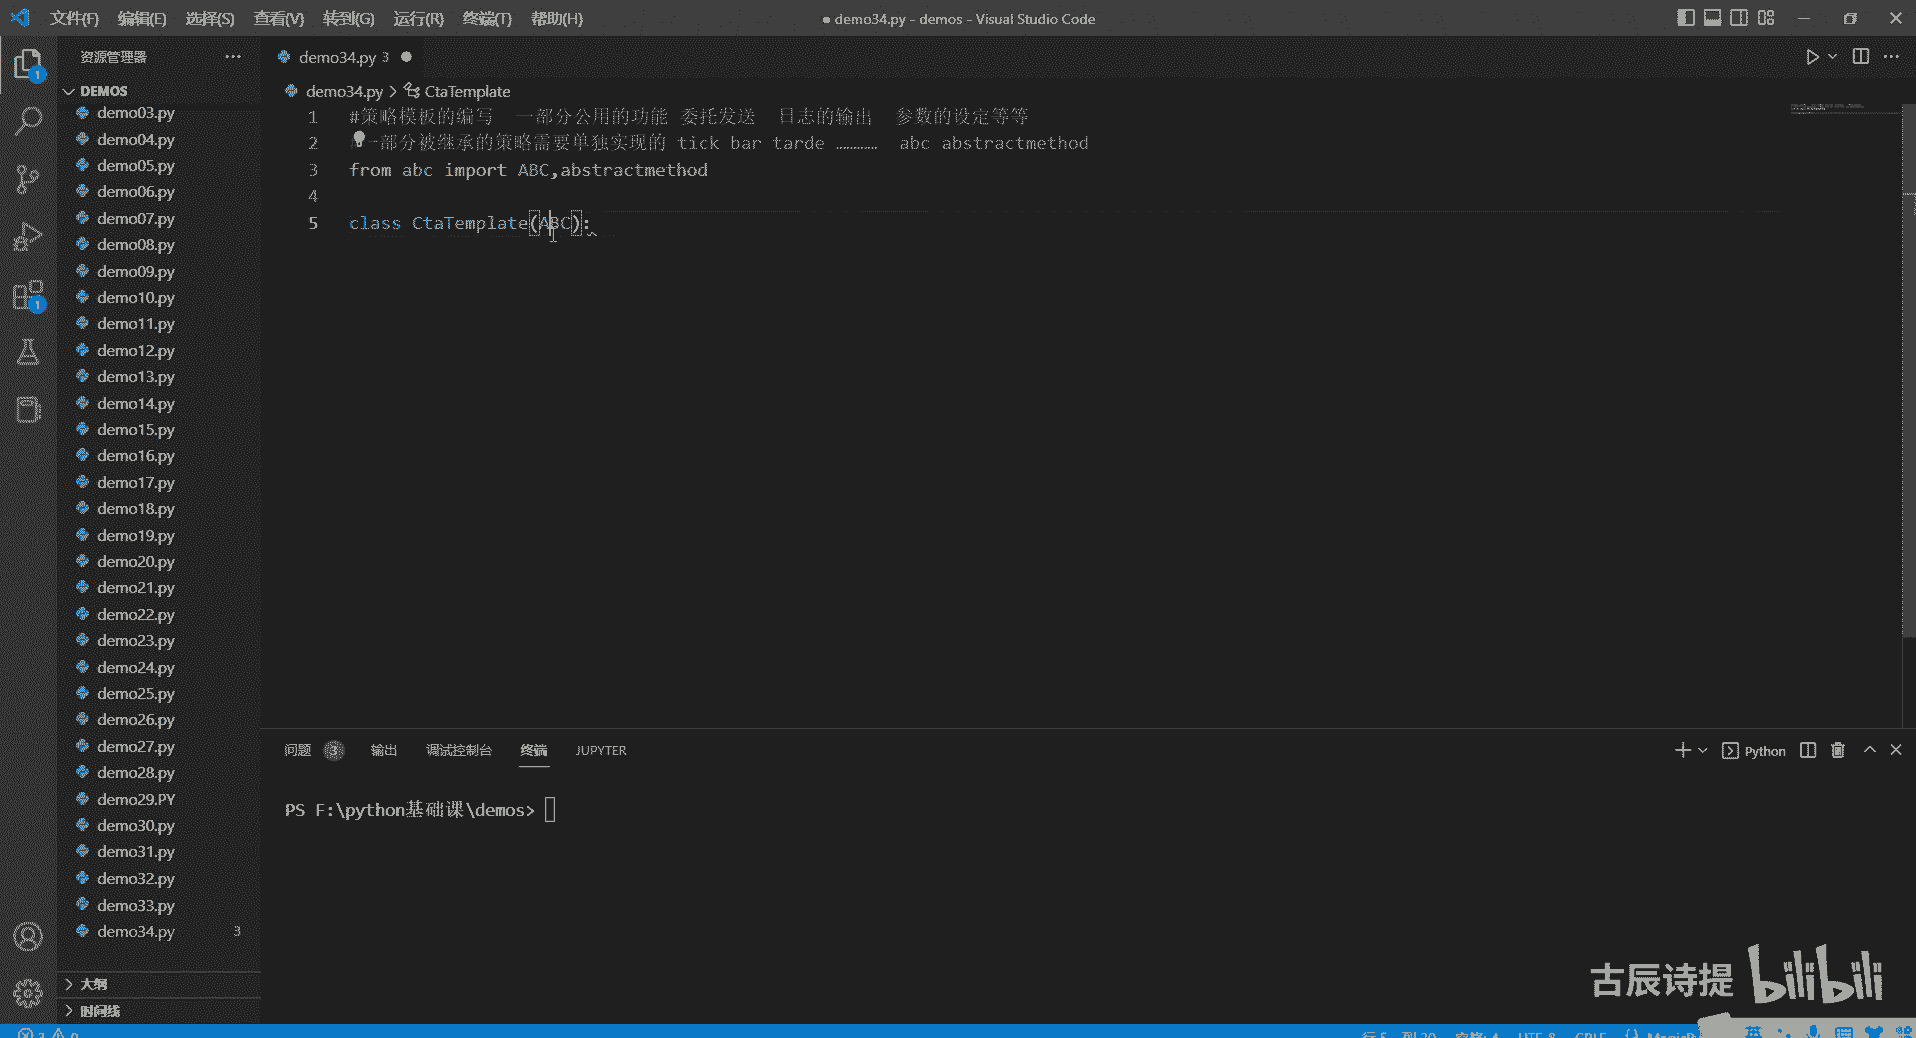 文件(F) 编辑(E) 选择(S) 查看(V) 转到(G) 运行(R) 终端(T) 帮助(H)
● demo34.py - demos - Visual Studio Code
资源管理器
DEMOS
demo03.py
demo04.py
demo05.py
demo06.py
demo07.py
demo08.py
demo09.py
demo10.py
demo11.py
demo12.py
demo13.py
demo14.py
demo15.py
demo16.py
demo17.py
demo18.py
demo19.py
demo20.py
demo21.py
demo22.py
demo23.py
demo24.py
demo25.py
demo26.py
demo27.py
demo28.py
demo29.PY
demo30.py
demo31.py
demo32.py
demo33.py
demo34.py 3
大纲
时间线
demo34.py 3
demo34.py > CtaTemplate
1 #策略模板的编写 一部分公用的功能 委托发送 日志的输出 参数的设定等等
2 一部分被继承的策略需要单独实现的 tick bar tarde ………… abc abstractmethod
3 from abc import ABC,abstractmethod
4
5 class CtaTemplate(ABC):
问题 3 输出 调试控制台 终端 JUPYTER
Python
PS F:\python基础课\demos>
古辰诗提 bilibili
英